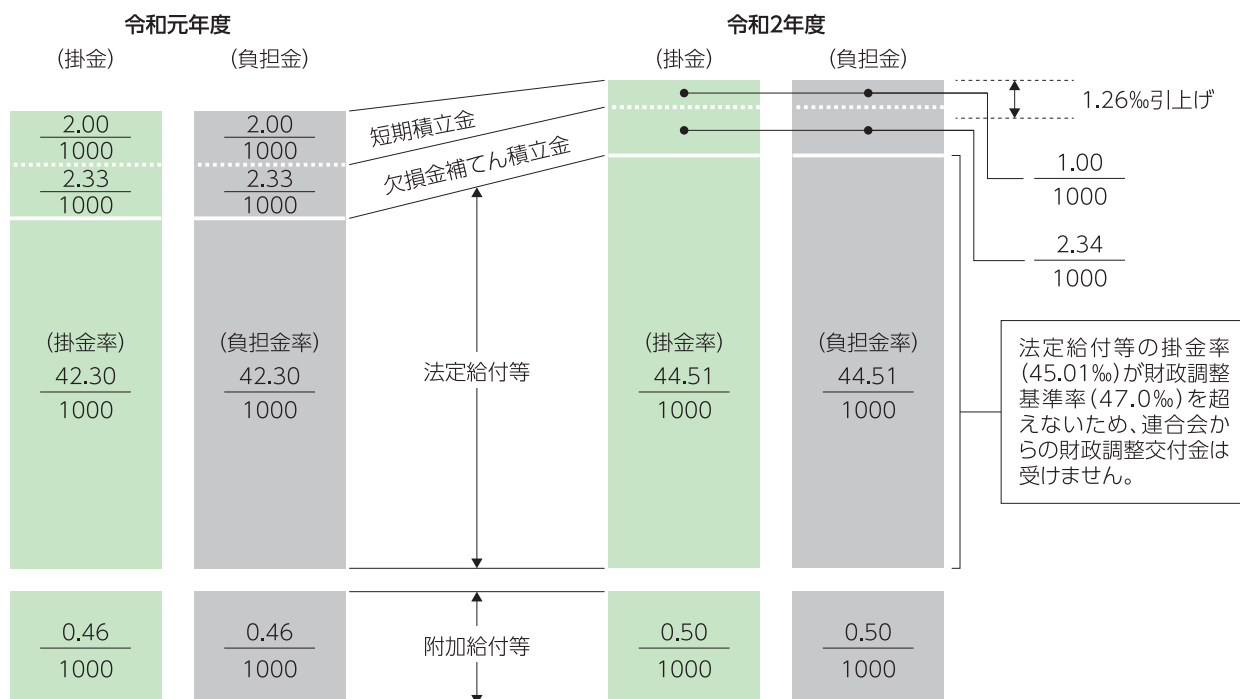 令和元年度
(掛金)
(負担金)
2.00
1000
2.00
1000
2.33
1000
2.33
1000
(掛金率)
42.30
1000
(負担金率)
42.30
1000
0.46
1000
0.46
1000
短期積立金
欠損金補てん積立金
法定給付等
附加給付等
令和2年度
(掛金)
(負担金)
(掛金率)
44.51
1000
(負担金率)
44.51
1000
0.50
1000
0.50
1000
1.26‰引上げ
1.00
1000
2.34
1000
法定給付等の掛金率
(45.01‰)が財政調整
基準率(47.0‰)を超
えないため、連合会か
らの財政調整交付金は
受けません。